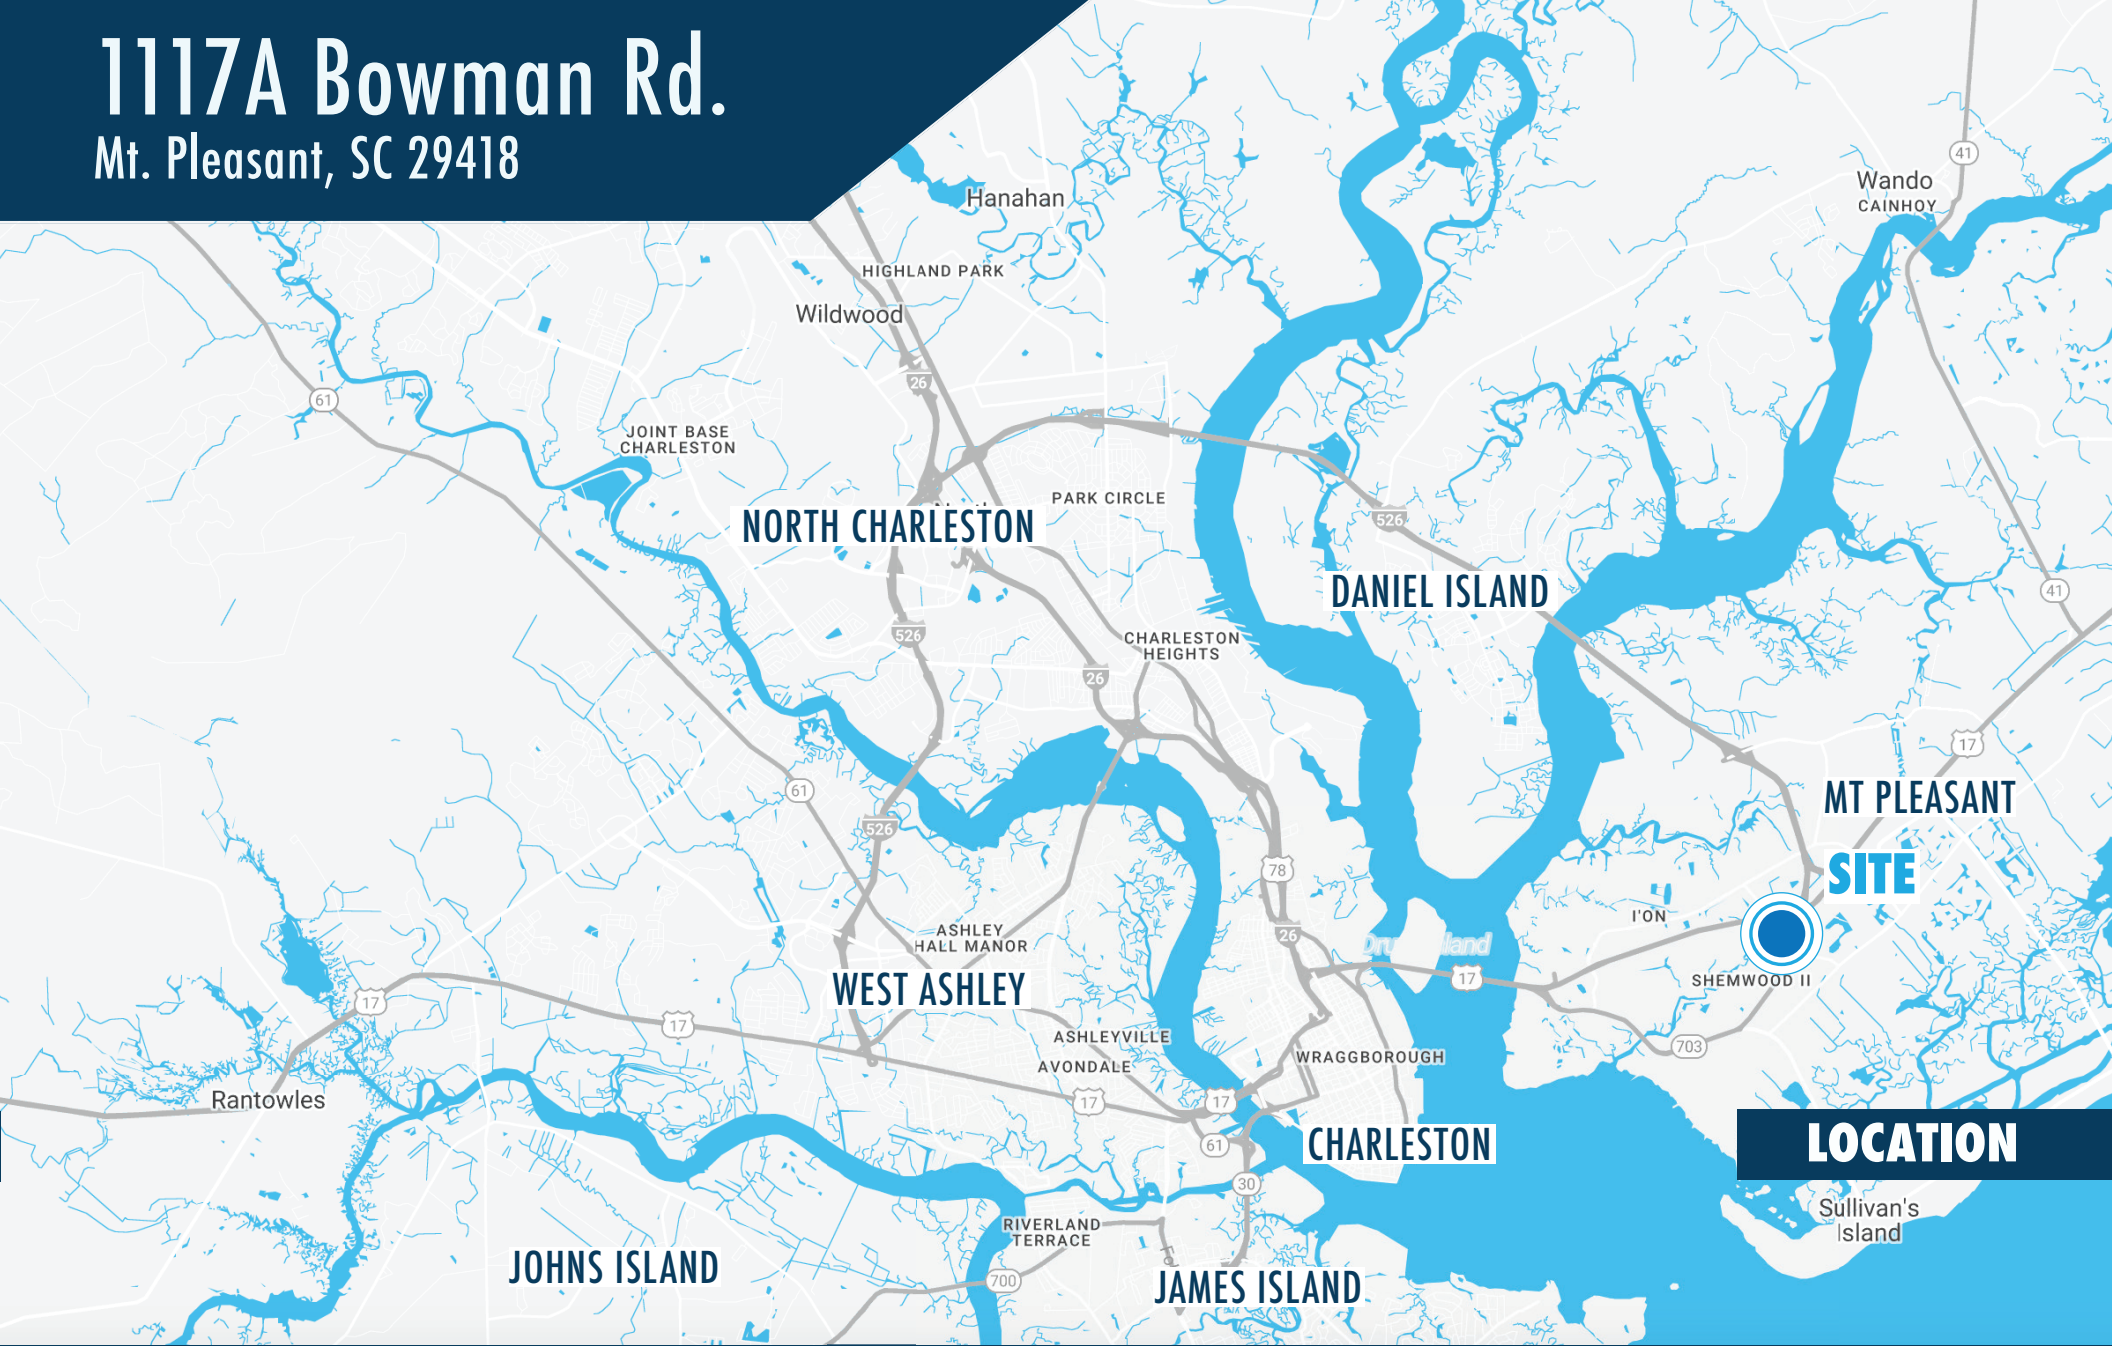 1117A Bowman Rd.
Mt. Pleasant, SC 29418
41
Wando
CAINHOY
Hanahan
HIGHLAND PARK
Wildwood
26
61
JOINT BASE
CHARLESTON
PARK CIRCLE
526
NORTH CHARLESTON
DANIEL ISLAND
41
526
CHARLESTON
HEIGHTS
26
17
61
MT PLEASANT
526
78
SITE
I'ON
ASHLEY
HALL MANOR
26
17
SHEMWOOD II
WEST ASHLEY
17
17
ASHLEYVILLE
703
WRAGGBOROUGH
AVONDALE
Rantowles
17
17
61
CHARLESTON
LOCATION
30
Sullivan's
Island
RIVERLAND
TERRACE
JOHNS ISLAND
700
JAMES ISLAND